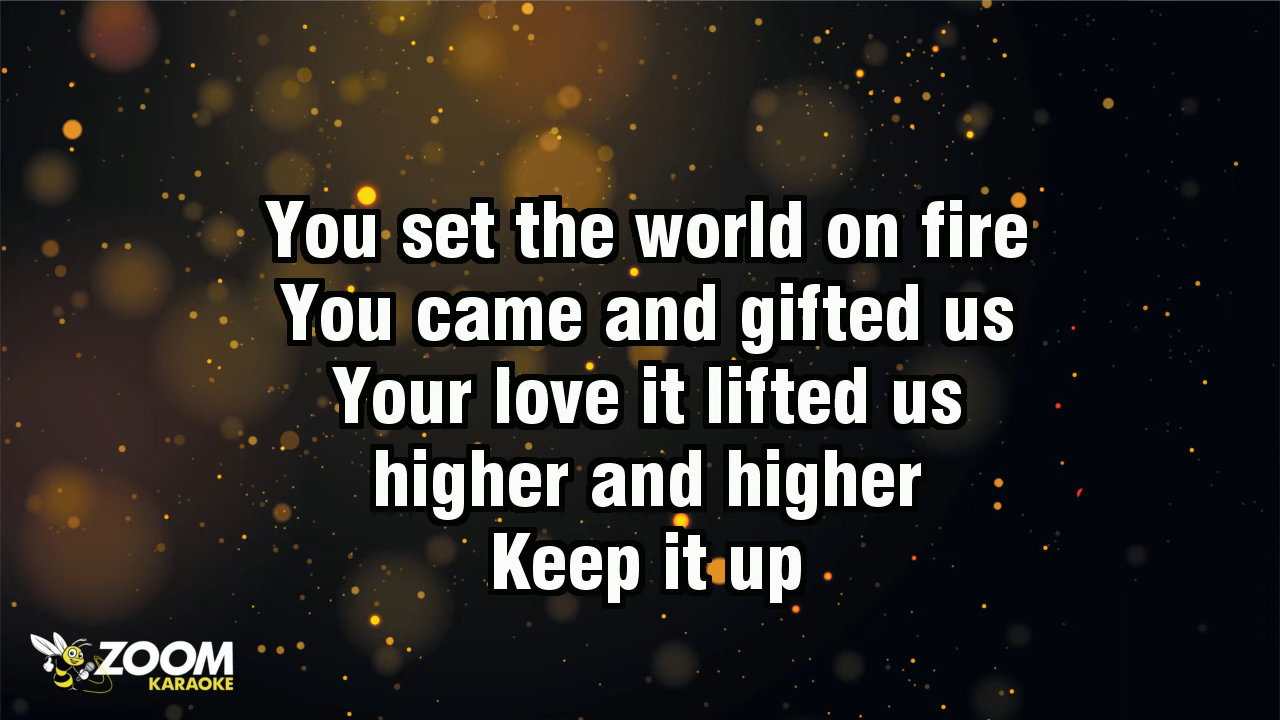 You set the world on fire
You came and gifted us
Your love it lifted us
higher and higher
Keep it up
ZOOM
KARAOKE